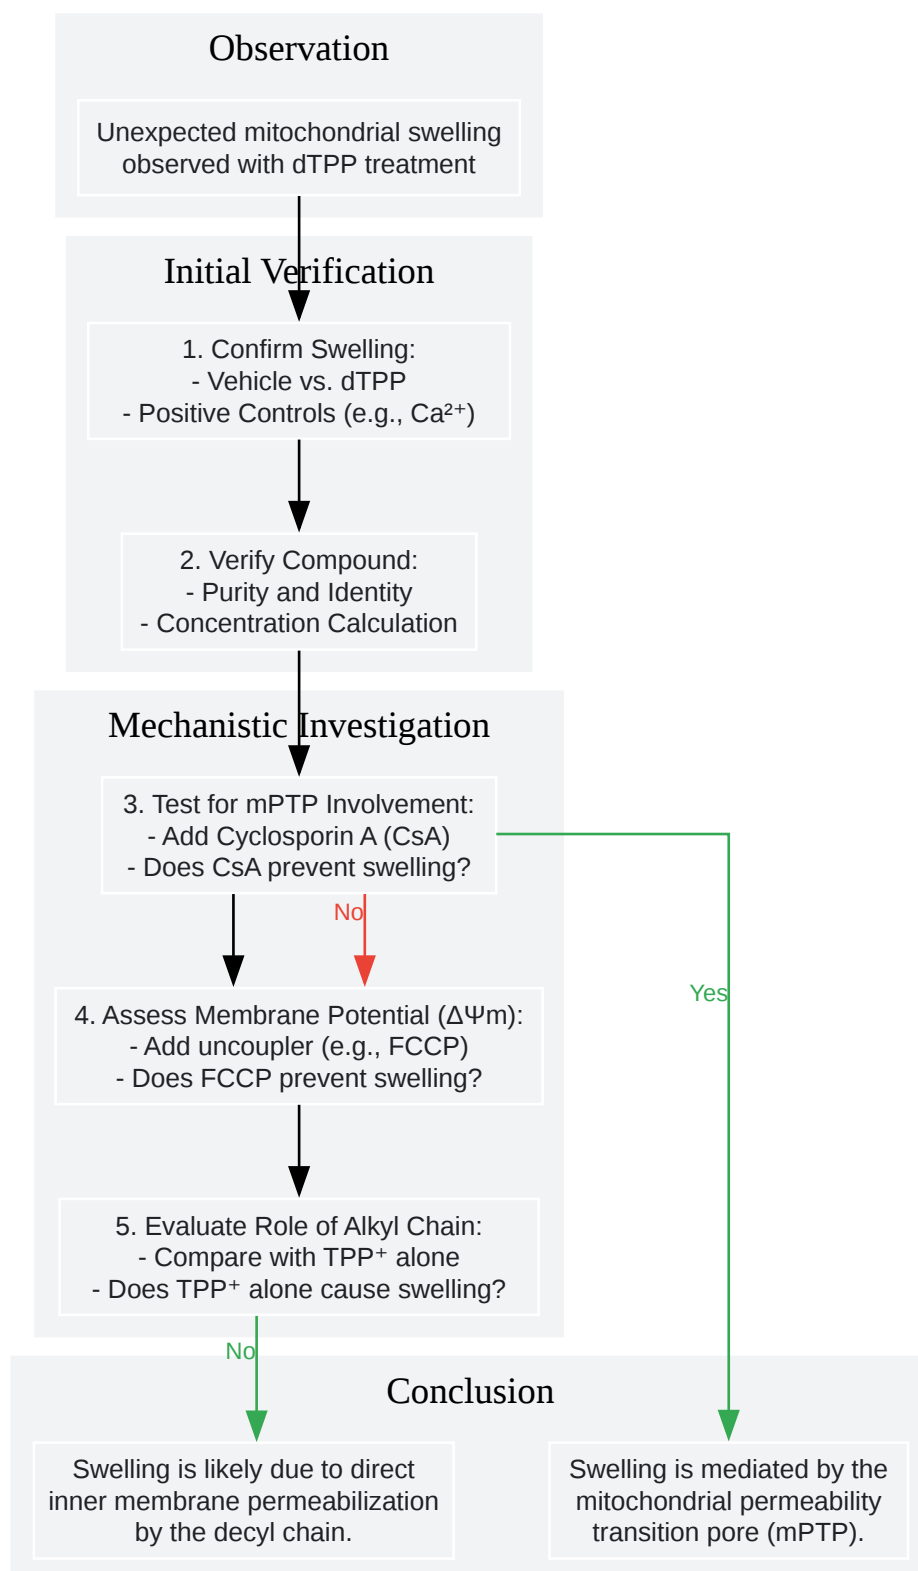 Observation
Unexpected mitochondrial swelling
observed with dTPP treatment
Initial Verification
1. Confirm Swelling:
- Vehicle vs. dTPP
- Positive Controls (e.g., Ca²⁺)
2. Verify Compound:
- Purity and Identity
- Concentration Calculation
Mechanistic Investigation
3. Test for mPTP Involvement:
- Add Cyclosporin A (CsA)
- Does CsA prevent swelling?
No
Yes
4. Assess Membrane Potential (ΔΨm):
- Add uncoupler (e.g., FCCP)
- Does FCCP prevent swelling?
5. Evaluate Role of Alkyl Chain:
- Compare with TPP⁺ alone
- Does TPP⁺ alone cause swelling?
No
Conclusion
Swelling is likely due to direct
inner membrane permeabilization
by the decyl chain.
Swelling is mediated by the
mitochondrial permeability
transition pore (mPTP).